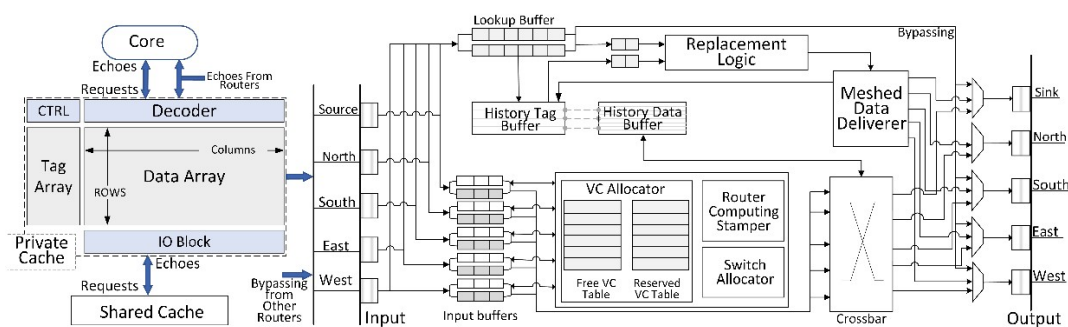 Core
Echoes
Requests
Echoes From
Routers
CTRL
Decoder
Tag
Array
Columns
ROWS
Data Array
Private
Cache
IO Block
Echoes
Requests
Shared Cache
Bypassing
from
Other
Routers
Source
North
South
East
West
Input
Lookup Buffer
History Tag
Buffer
History Data
Buffer
Replacement
Logic
Bypassing
Meshed
Data
Deliverer
Input buffers
VC Allocator
Free VC
Table
Reserved
VC Table
Router
Computing
Stamper
Switch
Allocator
Crossbar
Sink
North
South
East
West
Output